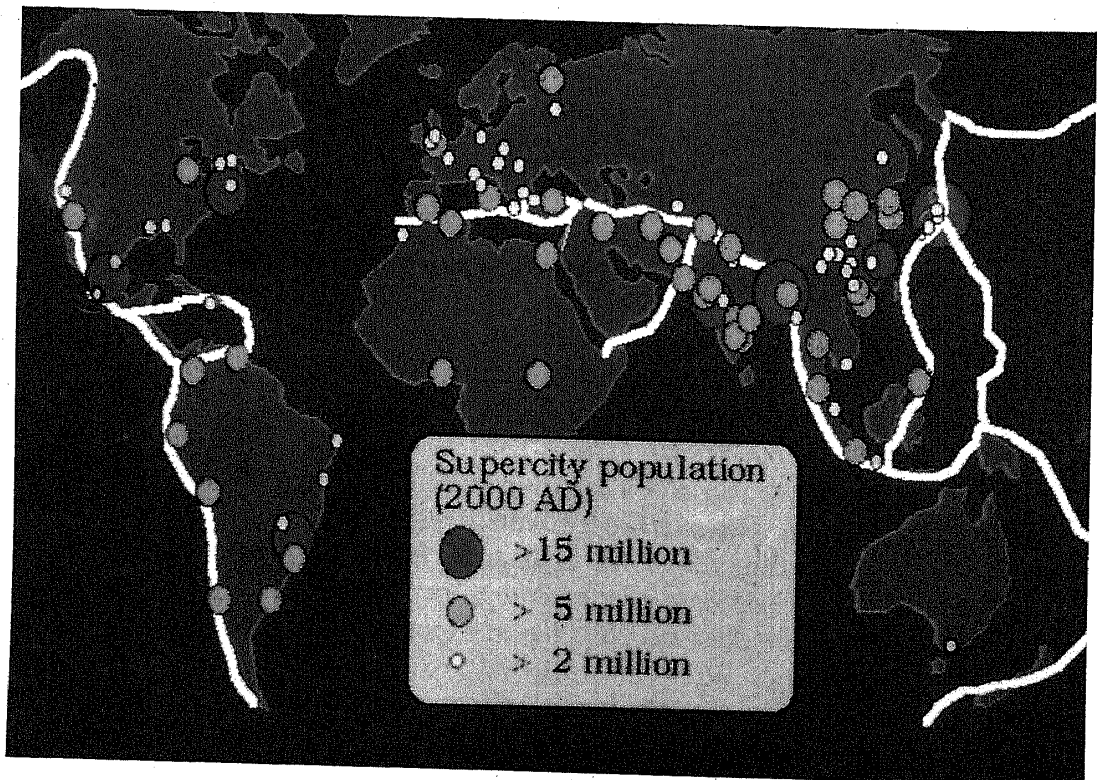 Supercity population
(2000 AD)
>15 million
> 5 million
> 2 million